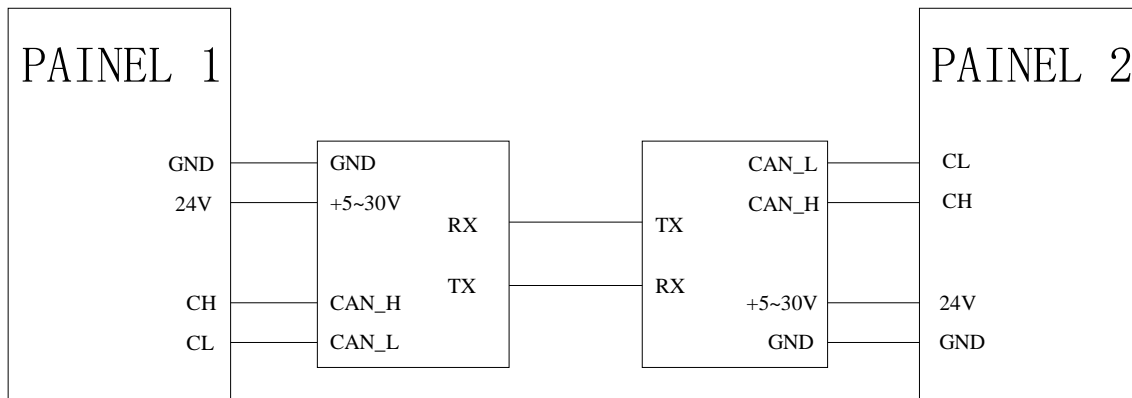 PAINEL 1
PAINEL 2
GND
GND
CAN_L
CL
24V
+5~30V
CAN_H
CH
RX
TX
TX
RX
CH
CAN_H
+5~30V
24V
CL
CAN_L
GND
GND